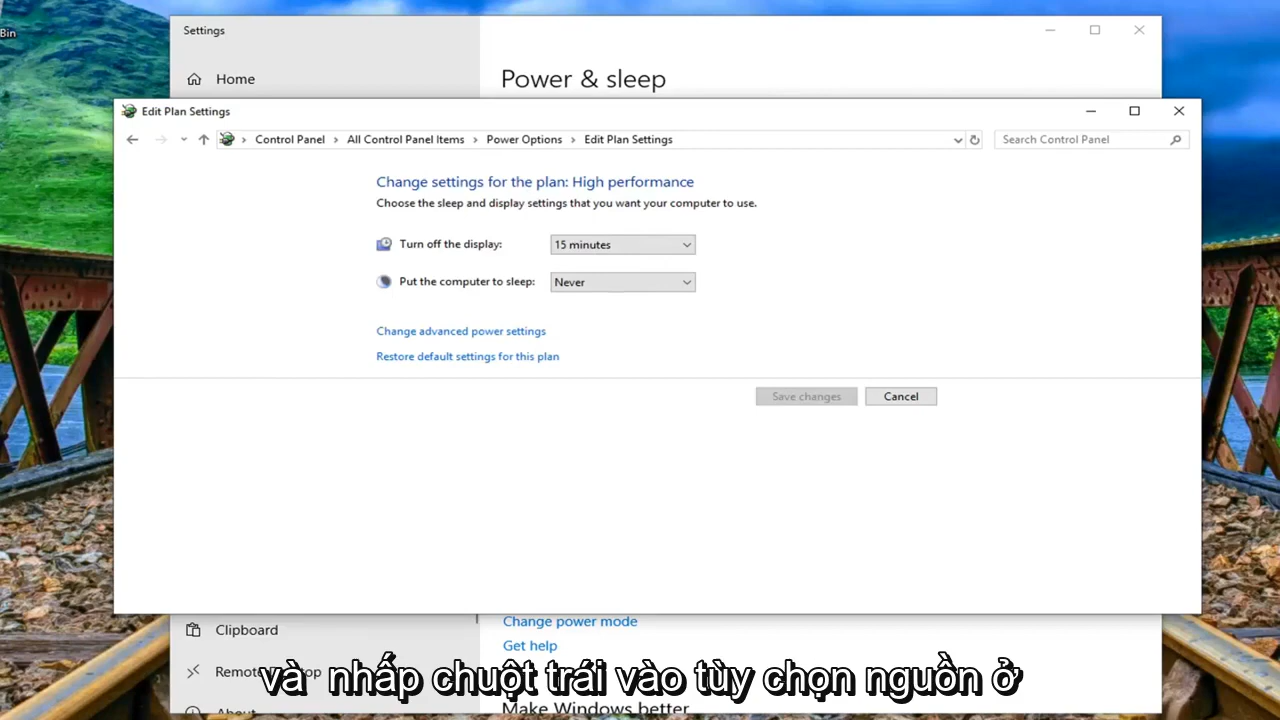 Bin
Settings
Home
Power & sleep
Edit Plan Settings
Control Panel > All Control Panel Items > Power Options > Edit Plan Settings
Search Control Panel
Change settings for the plan: High performance
Choose the sleep and display settings that you want your computer to use.
Turn off the display: 15 minutes
Put the computer to sleep: Never
Change advanced power settings
Restore default settings for this plan
Save changes Cancel
Change power mode
Clipboard
Get help
và nhấp chuột trái vào tùy chọn nguồn ở
About
Make Windows better